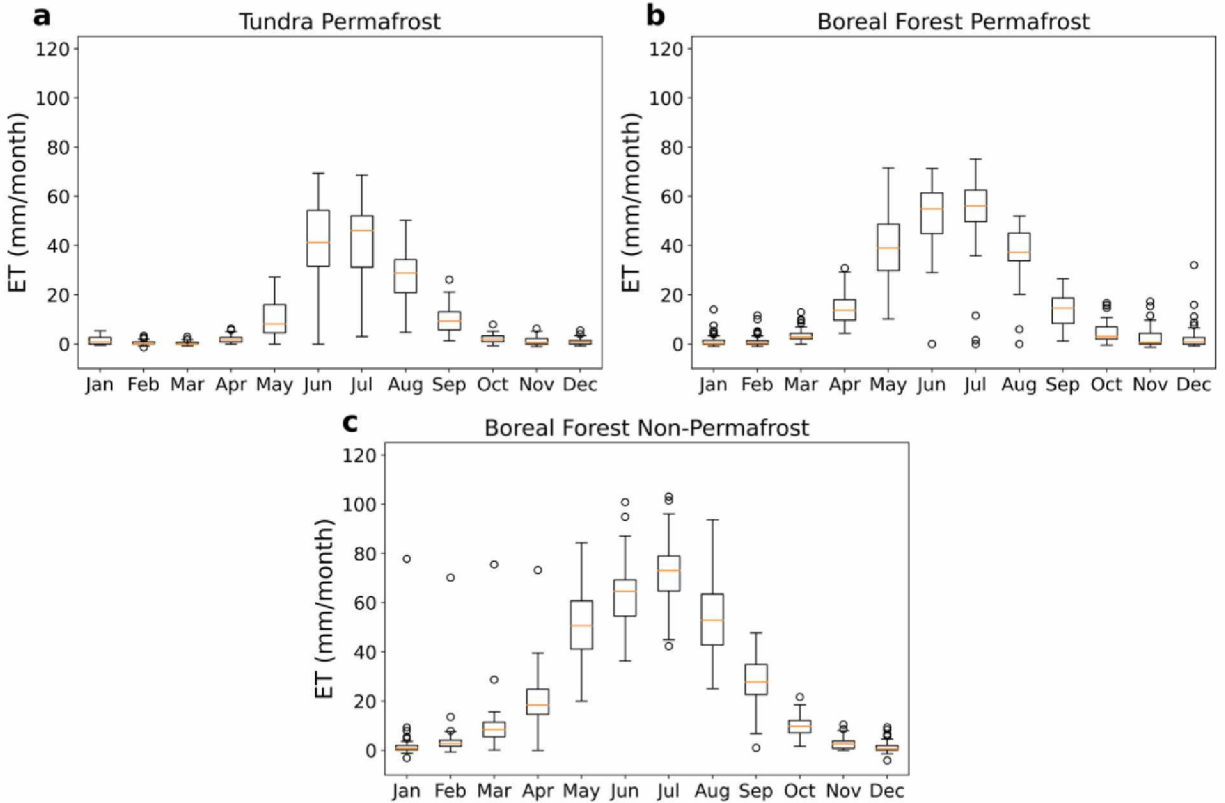 a
Tundra Permafrost
120
100
80
60
40
20
0
ET (mm/month)
Jan Feb Mar Apr May Jun Jul Aug Sep Oct Nov Dec
b
Boreal Forest Permafrost
120
100
80
60
40
20
0
ET (mm/month)
Jan Feb Mar Apr May Jun Jul Aug Sep Oct Nov Dec
c
Boreal Forest Non-Permafrost
120
100
80
60
40
20
0
ET (mm/month)
Jan Feb Mar Apr May Jun Jul Aug Sep Oct Nov Dec